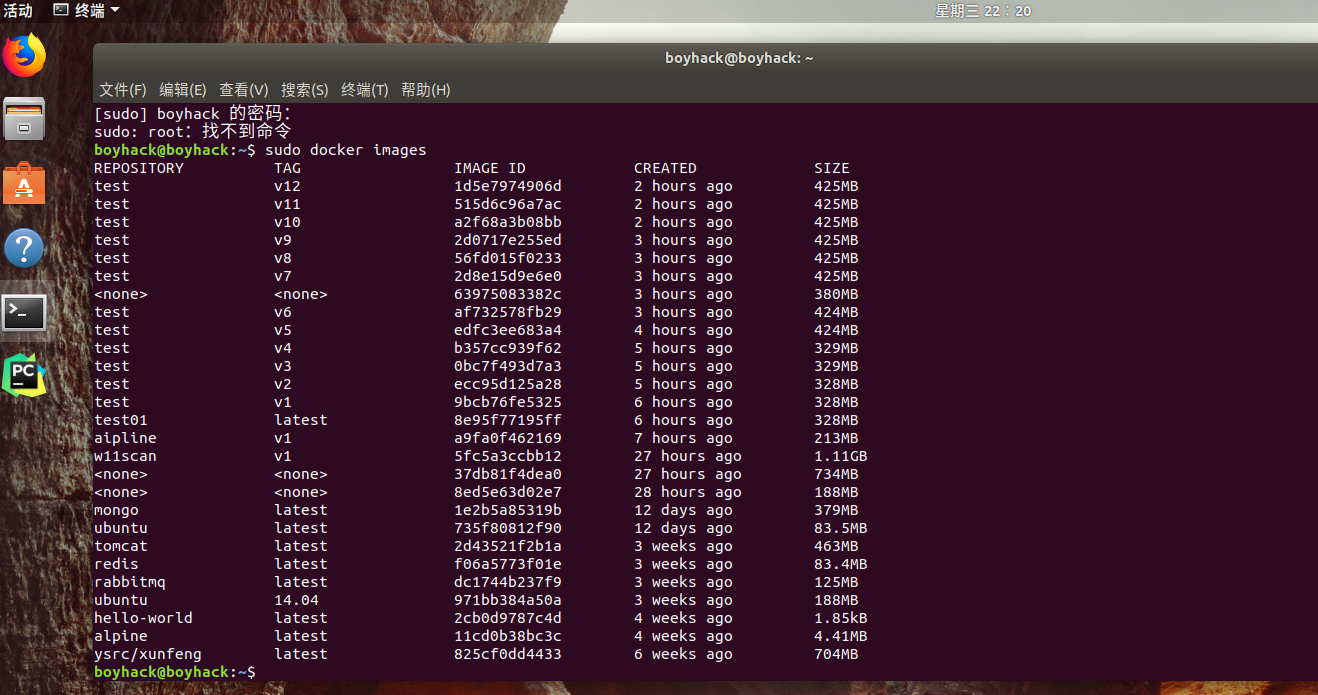 活动 终端 星期三 22：20
boyhack@boyhack: ~
文件(F) 编辑(E) 查看(V) 搜索(S) 终端(T) 帮助(H)
[sudo] boyhack 的密码：
sudo: root：找不到命令
boyhack@boyhack:~$ sudo docker images
REPOSITORY TAG IMAGE ID CREATED SIZE
test v12 1d5e7974906d 2 hours ago 425MB
test v11 515d6c96a7ac 2 hours ago 425MB
test v10 a2f68a3b08bb 2 hours ago 425MB
test v9 2d0717e255ed 3 hours ago 425MB
test v8 56fd015f0233 3 hours ago 425MB
test v7 2d8e15d9e6e0 3 hours ago 425MB
<none> <none> 63975083382c 3 hours ago 380MB
test v6 af732578fb29 3 hours ago 424MB
test v5 edfc3ee683a4 4 hours ago 424MB
test v4 b357cc939f62 5 hours ago 329MB
test v3 0bc7f493d7a3 5 hours ago 329MB
test v2 ecc95d125a28 5 hours ago 328MB
test v1 9bcb76fe5325 6 hours ago 328MB
test01 latest 8e95f77195ff 6 hours ago 328MB
aipline v1 a9fa0f462169 7 hours ago 213MB
w11scan v1 5fc5a3ccbb12 27 hours ago 1.11GB
<none> <none> 37db81f4dea0 27 hours ago 734MB
<none> <none> 8ed5e63d02e7 28 hours ago 188MB
mongo latest 1e2b5a85319b 12 days ago 379MB
ubuntu latest 735f80812f90 12 days ago 83.5MB
tomcat latest 2d43521f2b1a 3 weeks ago 463MB
redis latest f06a5773f01e 3 weeks ago 83.4MB
rabbitmq latest dc1744b237f9 3 weeks ago 125MB
ubuntu 14.04 971bb384a50a 3 weeks ago 188MB
hello-world latest 2cb0d9787c4d 4 weeks ago 1.85kB
alpine latest 11cd0b38bc3c 4 weeks ago 4.41MB
ysrc/xunfeng latest 825cf0dd4433 6 weeks ago 704MB
boyhack@boyhack:~$
PC